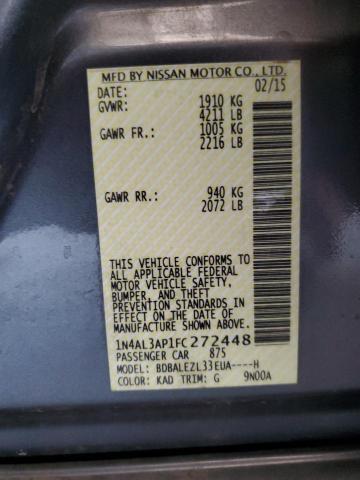 MFD BY NISSAN MOTOR CO., LTD.
DATE: 02/15
GVWR: 1910 KG
4211 LB
GAWR FR.: 1005 KG
2216 LB
GAWR RR.: 940 KG
2072 LB
THIS VEHICLE CONFORMS TO
ALL APPLICABLE FEDERAL
MOTOR VEHICLE SAFETY,
BUMPER, AND THEFT
PREVENTION STANDARDS IN
EFFECT ON THE DATE OF
MANUFACTURE SHOWN ABOVE.
1N4AL3AP1FC272448
PASSENGER CAR 875
MODEL: BDBALEZL33EUA----H
COLOR: KAD TRIM: G 9N00A